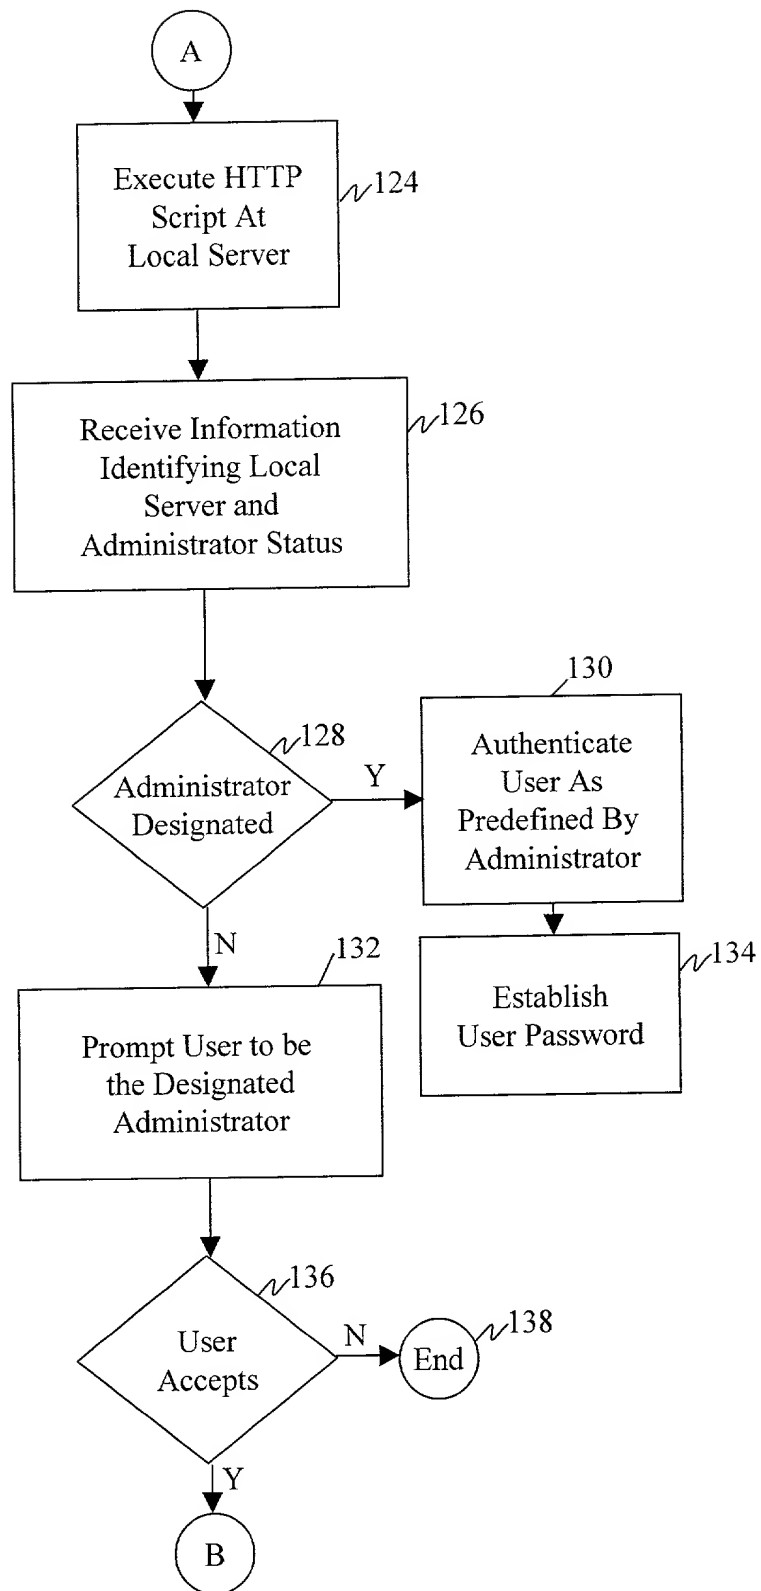 A
Execute HTTP
Script At
Local Server
124
Receive Information
Identifying Local
Server and
Administrator Status
126
Administrator
Designated
128
Y
130
Authenticate
User As
Predefined By
Administrator
N
132
Prompt User to be
the Designated
Administrator
134
Establish
User Password
136
User
Accepts
N
End
138
Y
B